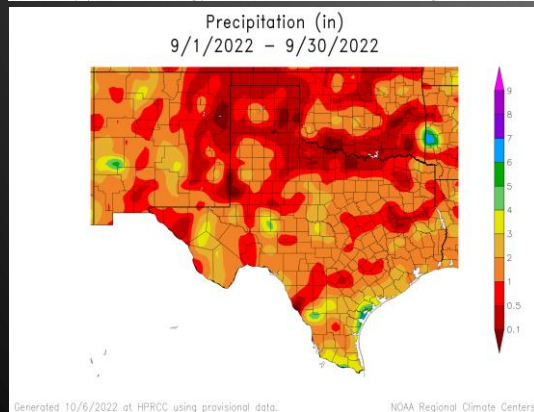 Precipitation (in)
9/1/2022 – 9/30/2022
9
8
7
6
5
4
3
2
1
0.5
0.1
Generated 10/6/2022 at HPRCC using provisional data.
NOAA Regional Climate Centers